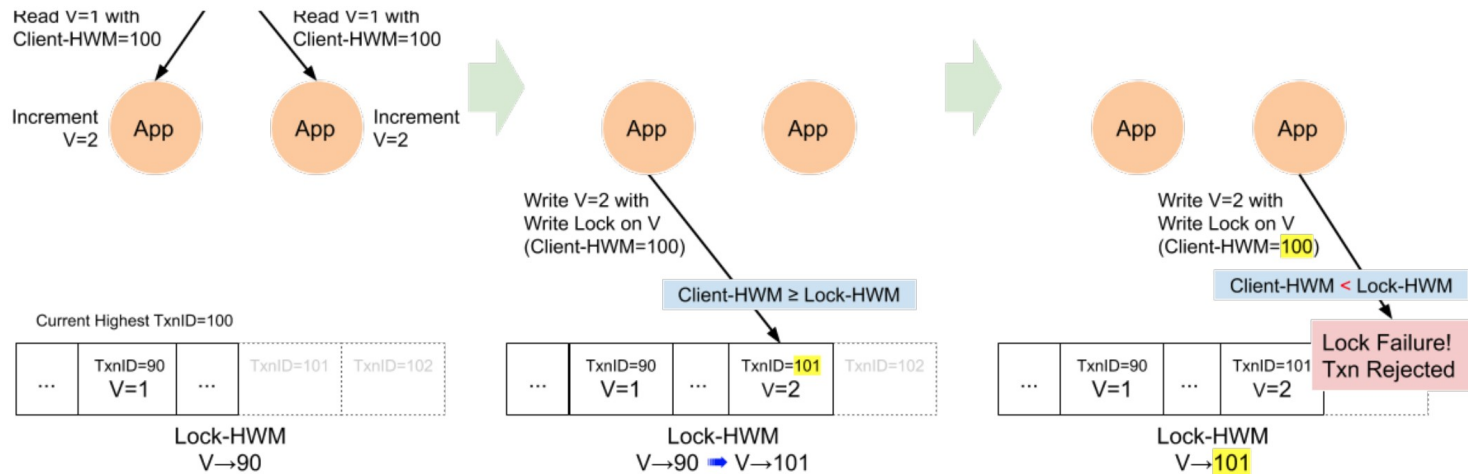 Read V=1 with
Client-HWM=100
Read V=1 with
Client-HWM=100
Increment
V=2
App
App
Increment
V=2
Current Highest TxnID=100
...
TxnID=90
V=1
...
TxnID=101
TxnID=102
Lock-HWM
V→90
App
App
Write V=2 with
Write Lock on V
(Client-HWM=100)
Client-HWM ≥ Lock-HWM
...
TxnID=90
V=1
...
TxnID=101
V=2
TxnID=102
Lock-HWM
V→90 ➠ V→101
App
App
Write V=2 with
Write Lock on V
(Client-HWM=100)
Client-HWM < Lock-HWM
Lock Failure!
Txn Rejected
...
TxnID=90
V=1
...
TxnID=101
V=2
Lock-HWM
V→101